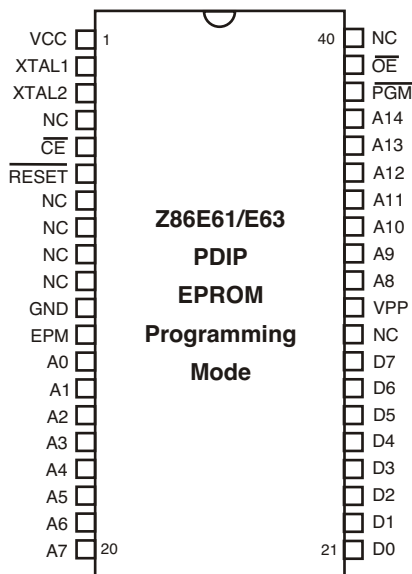 VCC
XTAL1
XTAL2
NC
CE
RESET
NC
NC
NC
NC
GND
EPM
A0
A1
A2
A3
A4
A5
A6
A7
1
20
Z86E61/E63
PDIP
EPROM
Programming
Mode
40
21
NC
OE
PGM
A14
A13
A12
A11
A10
A9
A8
VPP
NC
D7
D6
D5
D4
D3
D2
D1
D0